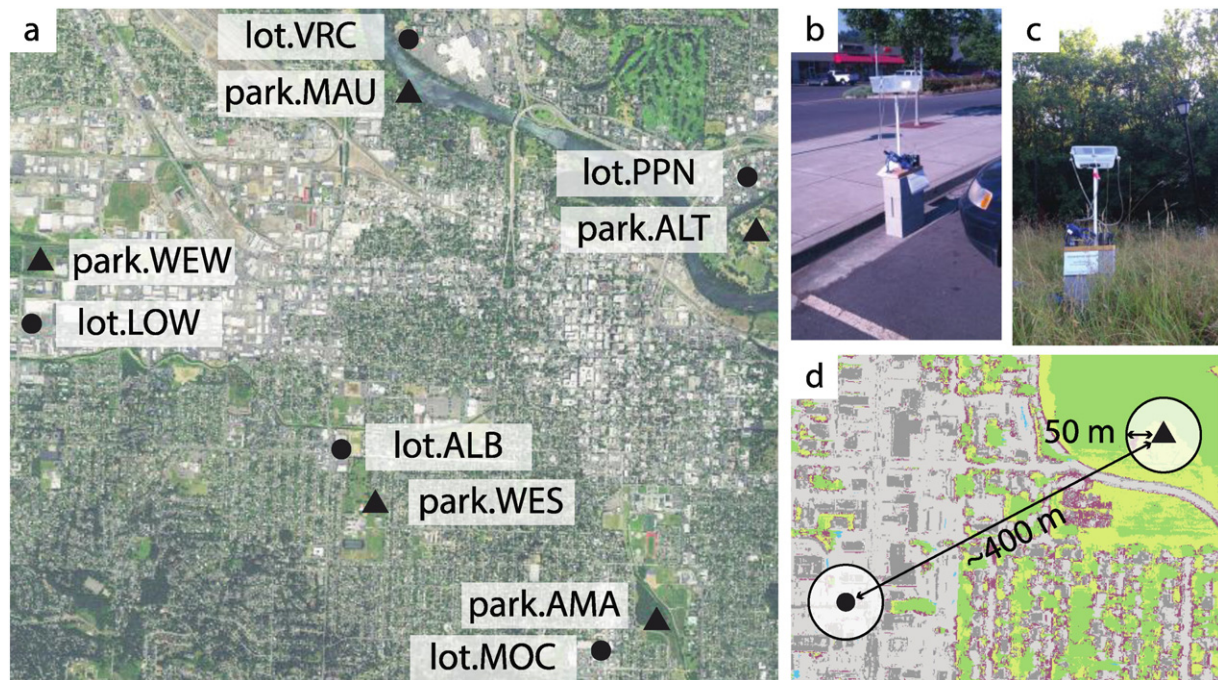 a
lot.VRC
park.MAU
lot.PPN
park.ALT
park.WEW
lot.LOW
lot.ALB
park.WES
park.AMA
lot.MOC
b
c
d
50 m
~400 m